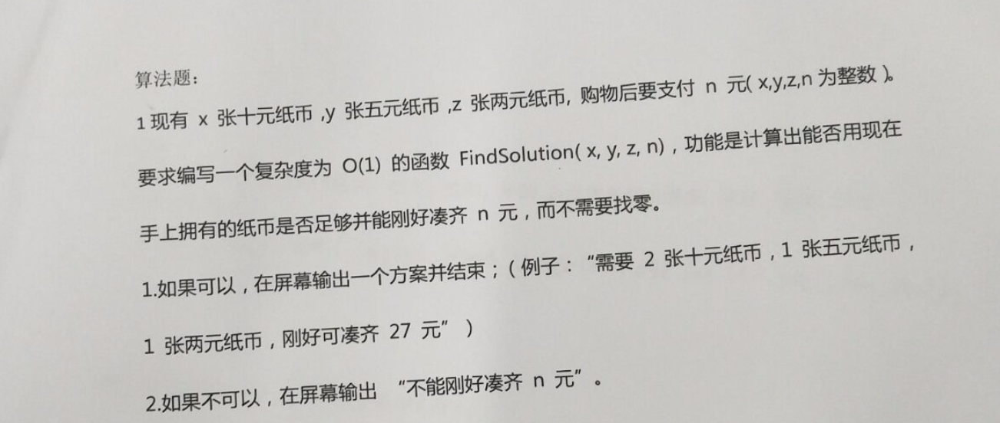 算法题：
1 现有 x 张十元纸币 ,y 张五元纸币 ,z 张两元纸币, 购物后要支付 n 元( x,y,z,n 为整数 )。
要求编写一个复杂度为 O(1) 的函数 FindSolution( x, y, z, n) ，功能是计算出能否用现在
手上拥有的纸币是否足够并能刚好凑齐 n 元，而不需要找零。
1.如果可以，在屏幕输出一个方案并结束；( 例子：“需要 2 张十元纸币，1 张五元纸币，
1 张两元纸币，刚好可凑齐 27 元” )
2.如果不可以，在屏幕输出 “不能刚好凑齐 n 元” 。